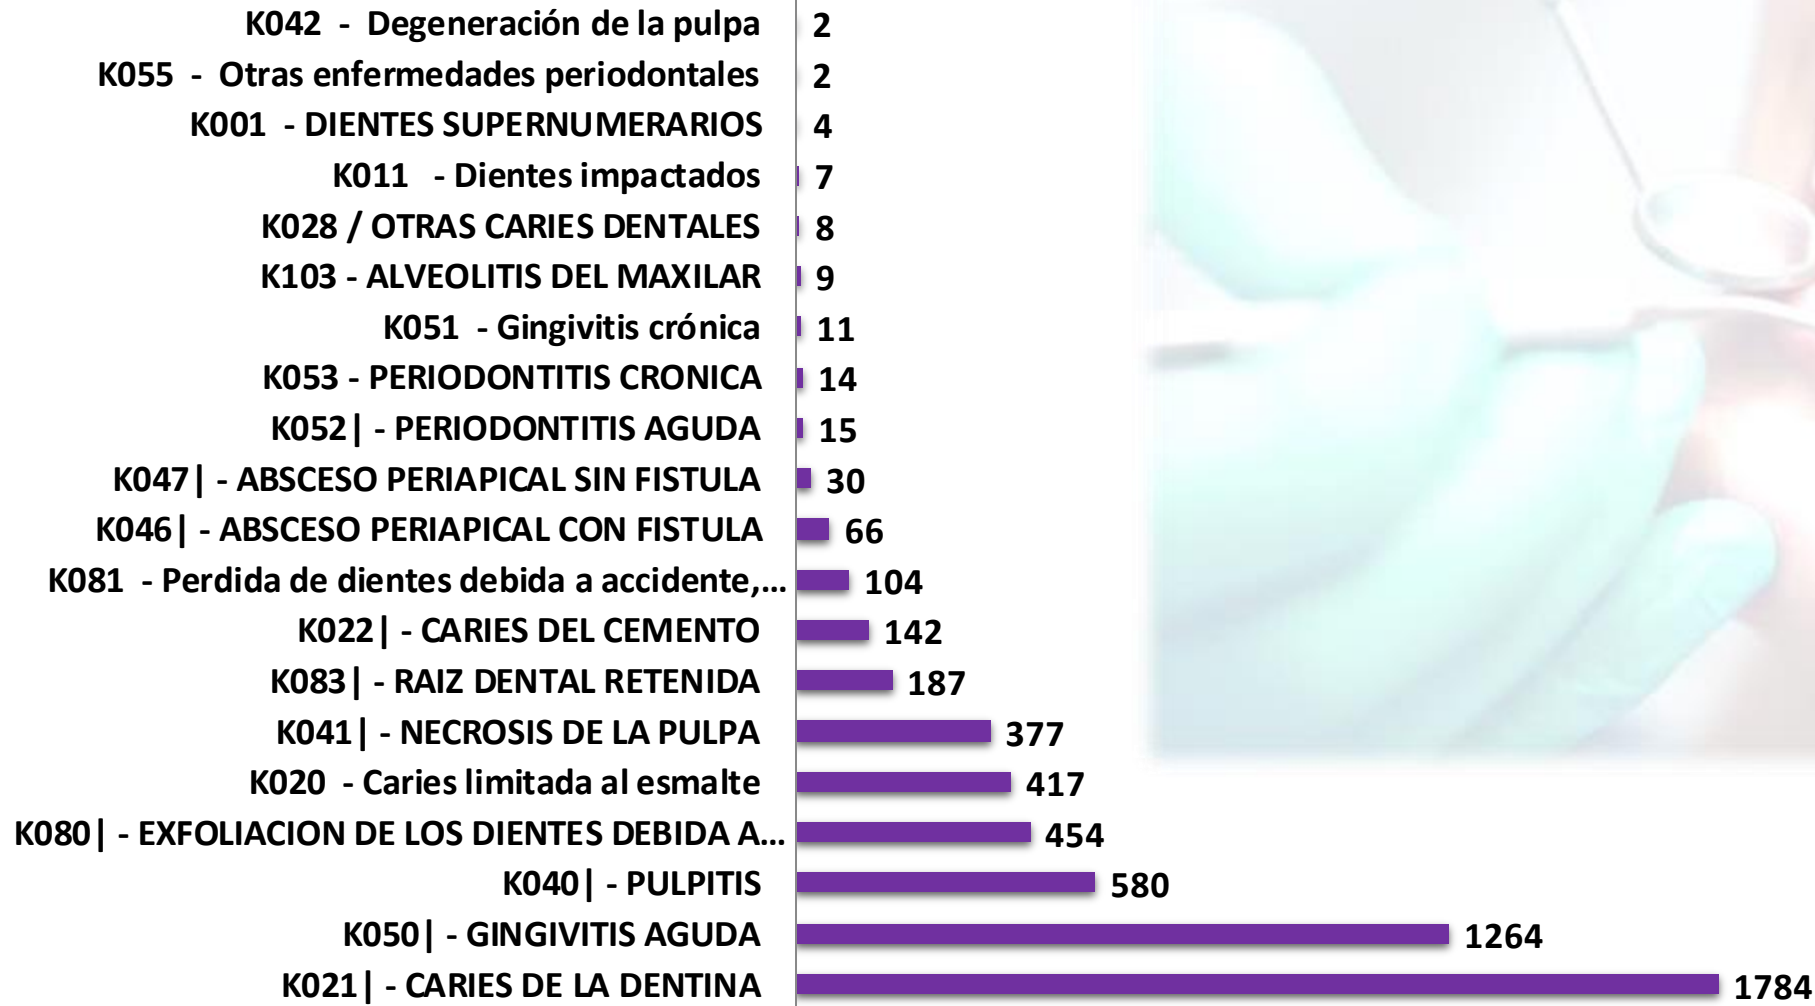 K042 - Degeneración de la pulpa 2
K055 - Otras enfermedades periodontales 2
K001 - DIENTES SUPERNUMERARIOS 4
K011 - Dientes impactados 7
K028 / OTRAS CARIES DENTALES 8
K103 - ALVEOLITIS DEL MAXILAR 9
K051 - Gingivitis crónica 11
K053 - PERIODONTITIS CRONICA 14
K052| - PERIODONTITIS AGUDA 15
K047| - ABSCESO PERIAPICAL SIN FISTULA 30
K046| - ABSCESO PERIAPICAL CON FISTULA 66
K081 - Perdida de dientes debida a accidente,... 104
K022| - CARIES DEL CEMENTO 142
K083| - RAIZ DENTAL RETENIDA 187
K041| - NECROSIS DE LA PULPA 377
K020 - Caries limitada al esmalte 417
K080| - EXFOLIACION DE LOS DIENTES DEBIDA A... 454
K040| - PULPITIS 580
K050| - GINGIVITIS AGUDA 1264
K021| - CARIES DE LA DENTINA 1784